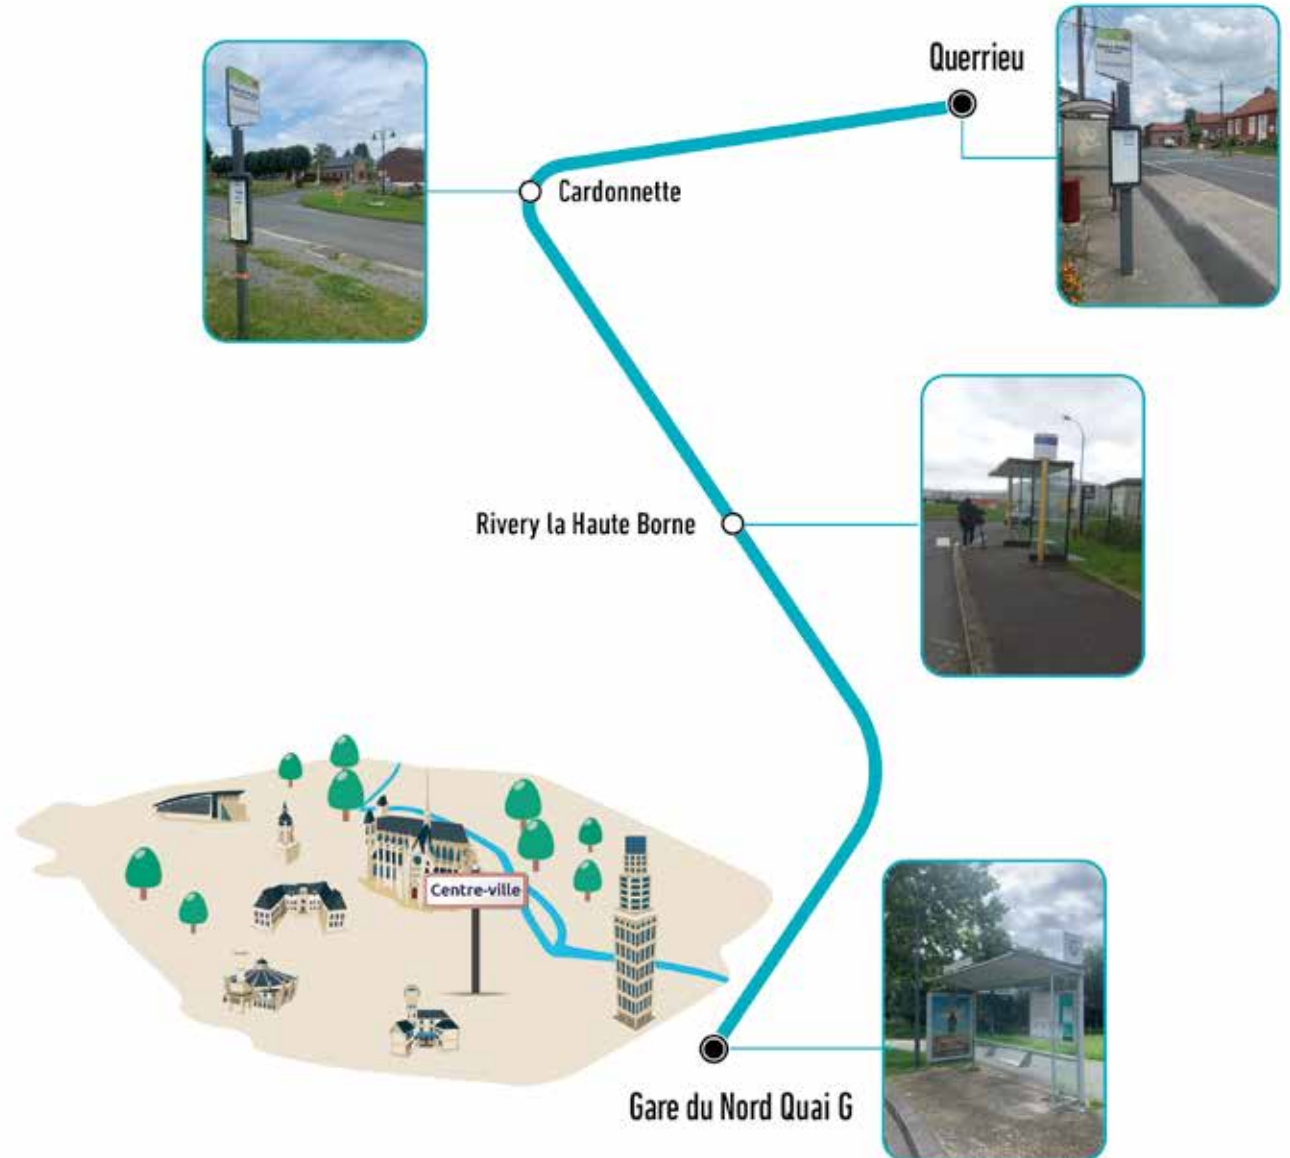 Querrieu
Cardonnette
Rivery la Haute Borne
Centre-ville
Gare du Nord Quai G